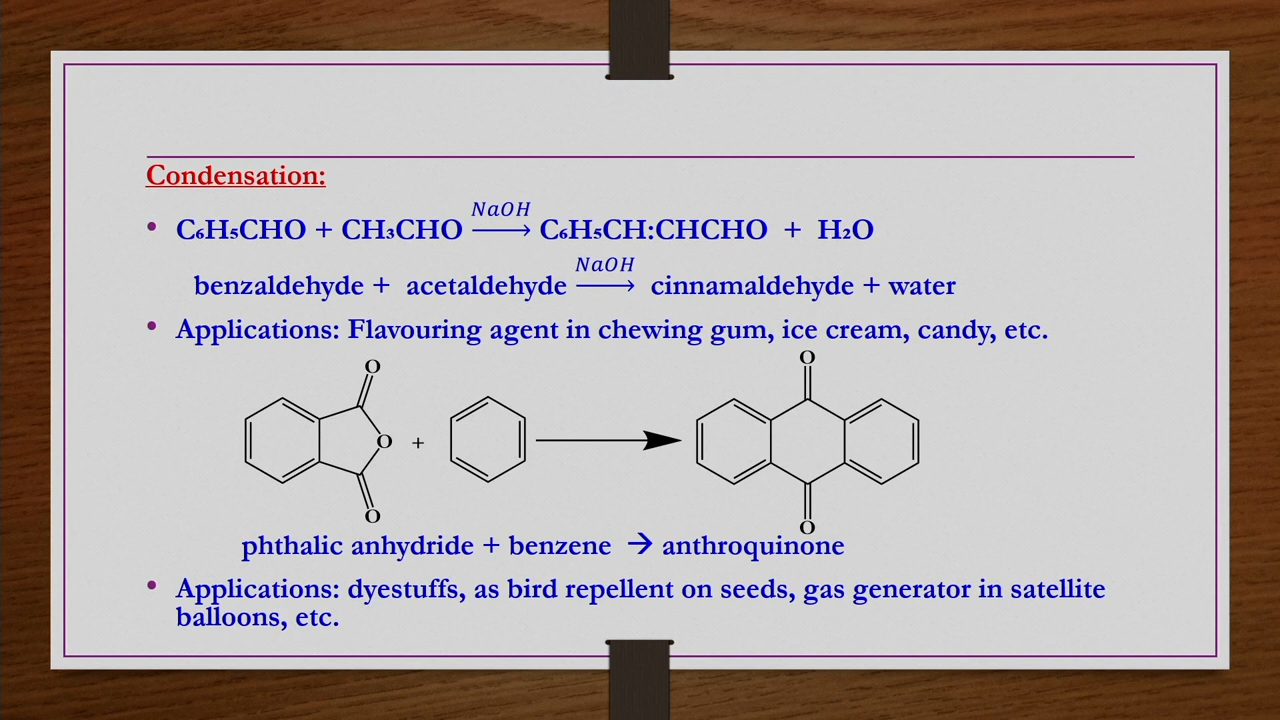 Condensation:
• C₆H₅CHO + CH₃CHO \xrightarrow{NaOH} C₆H₅CH:CHCHO + H₂O
benzaldehyde + acetaldehyde \xrightarrow{NaOH} cinnamaldehyde + water
• Applications: Flavouring agent in chewing gum, ice cream, candy, etc.
O
O
O
+
O
O
O
phthalic anhydride + benzene → anthroquinone
• Applications: dyestuffs, as bird repellent on seeds, gas generator in satellite
balloons, etc.